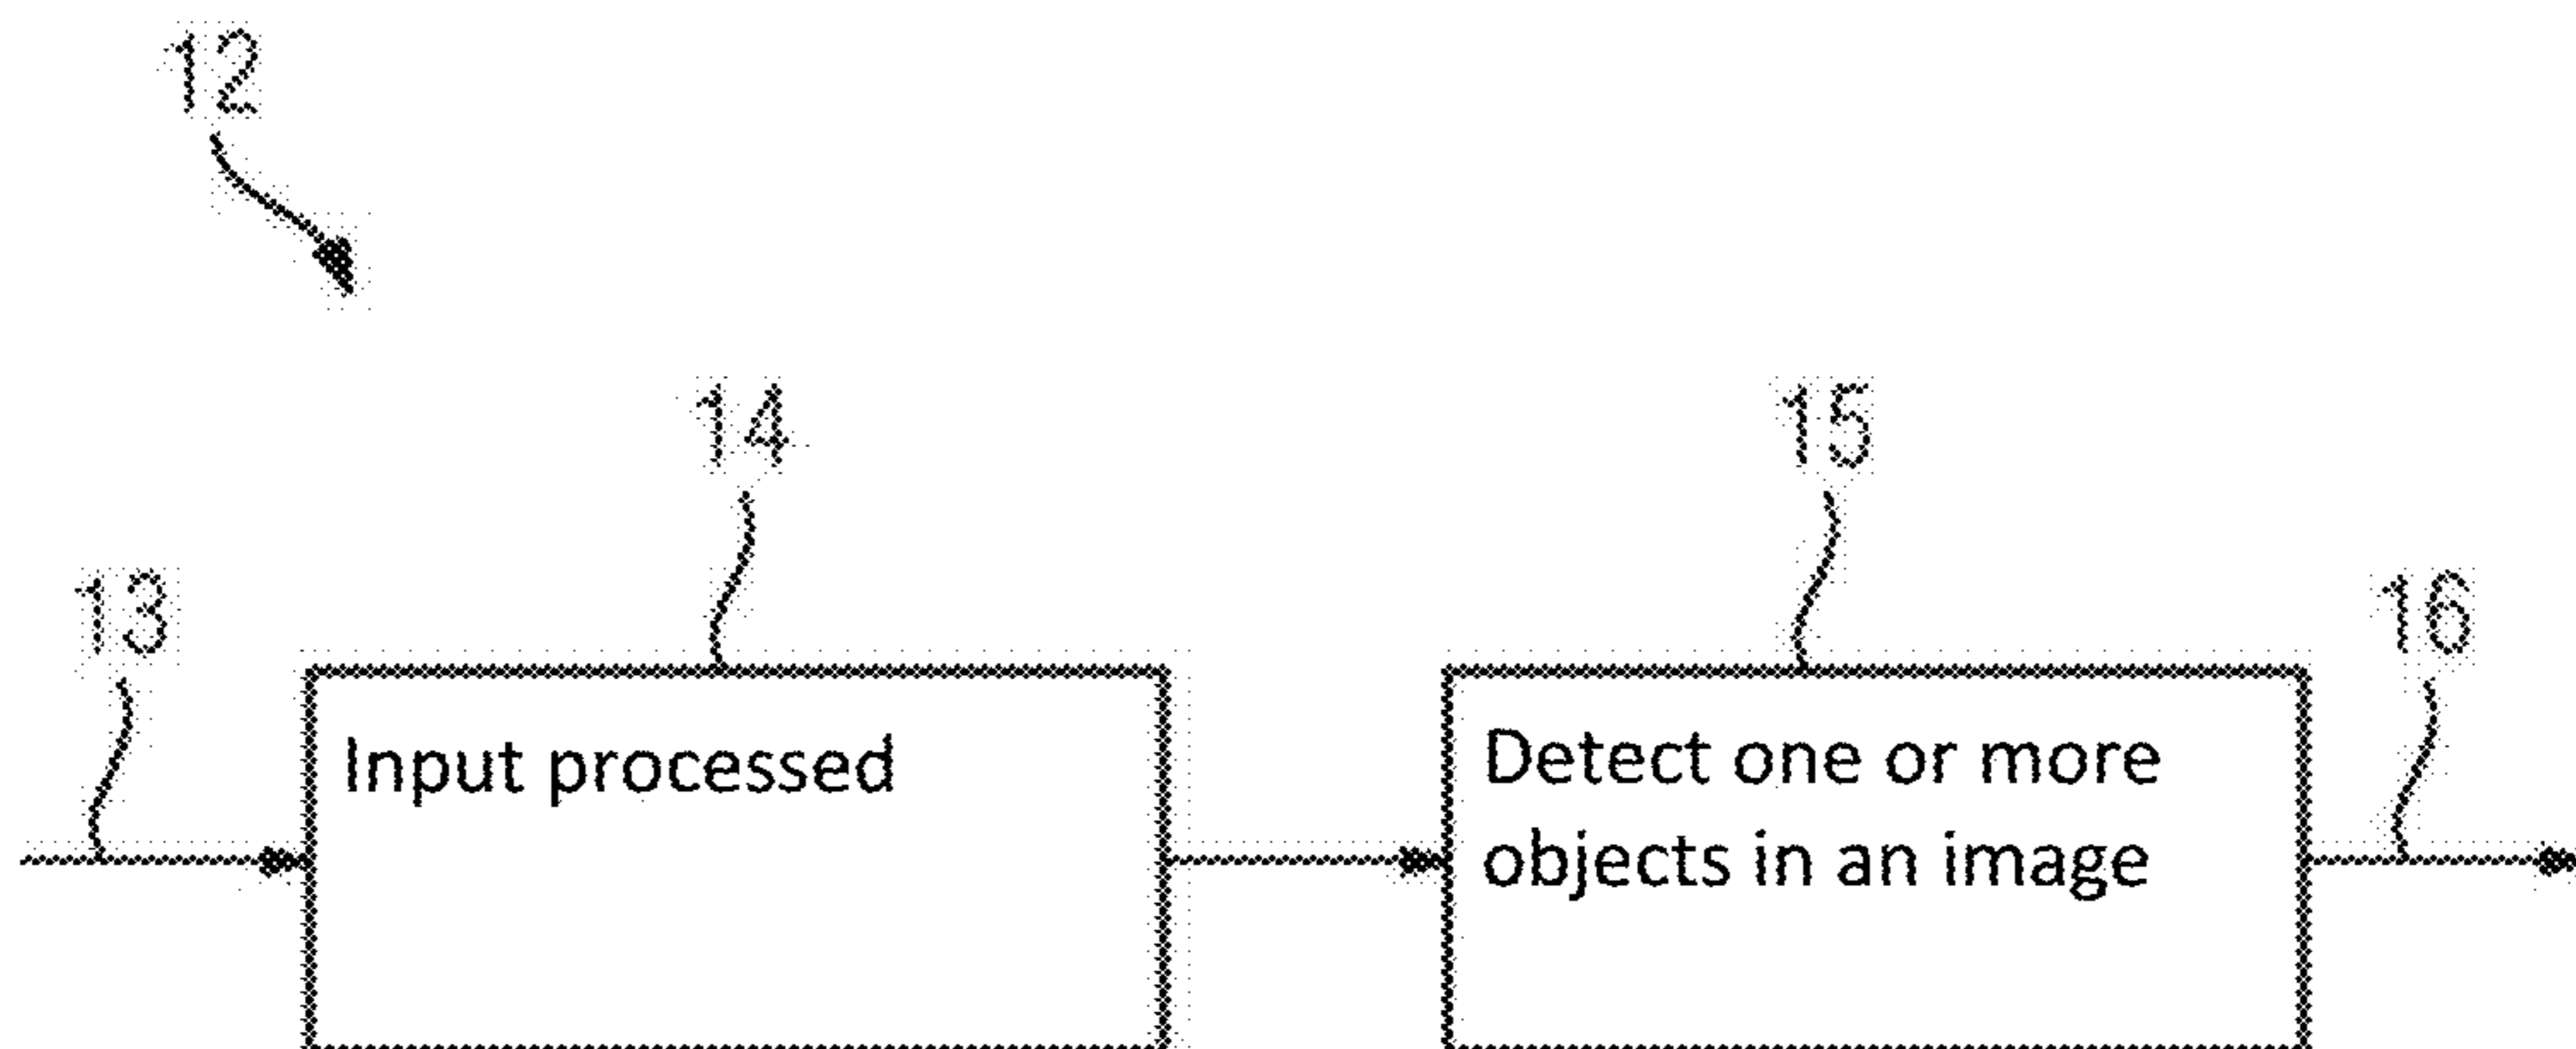 12
14
15
13
16
Input processed
Detect one or more
objects in an image